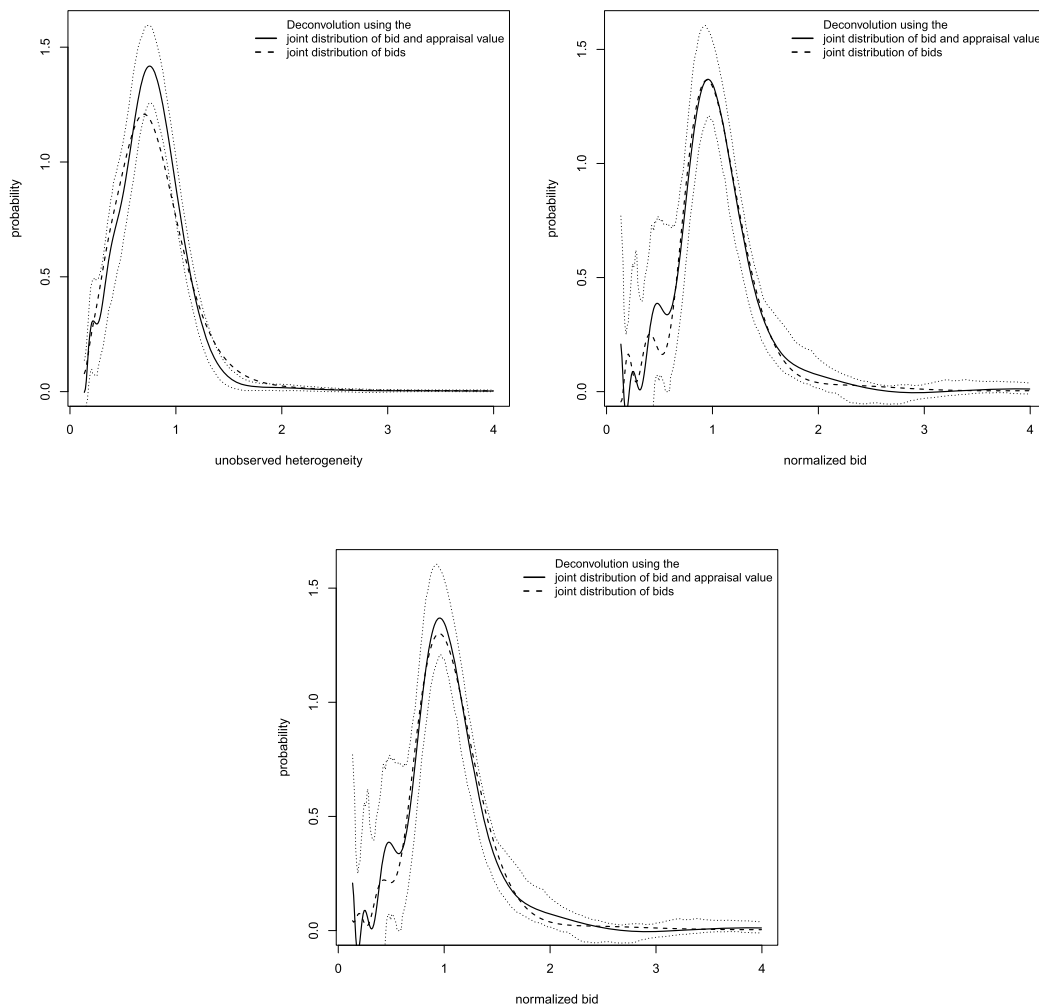 Deconvolution using the
joint distribution of bid and appraisal value
joint distribution of bids
probability
0.0 0.5 1.0 1.5
0 1 2 3 4
unobserved heterogeneity
Deconvolution using the
joint distribution of bid and appraisal value
joint distribution of bids
probability
0.0 0.5 1.0 1.5
0 1 2 3 4
normalized bid
Deconvolution using the
joint distribution of bid and appraisal value
joint distribution of bids
probability
0.0 0.5 1.0 1.5
0 1 2 3 4
normalized bid